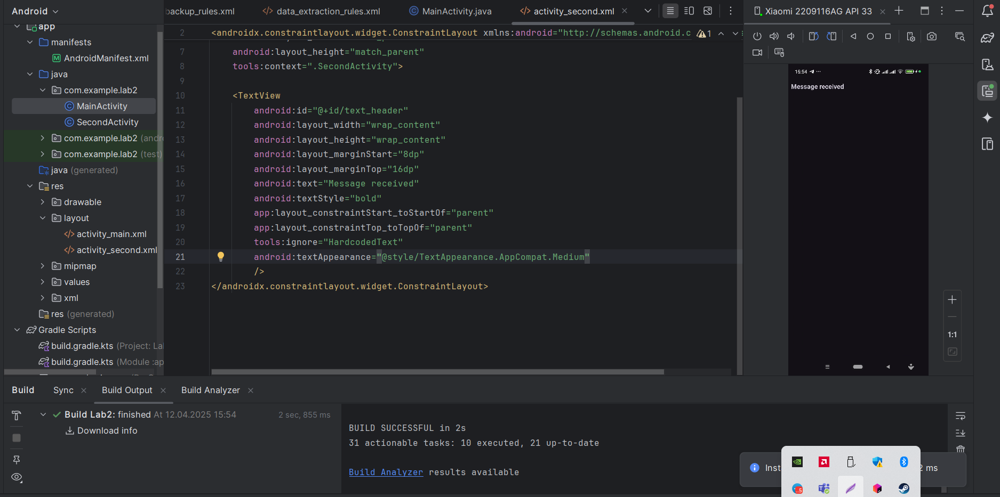 Android
backup_rules.xml
data_extraction_rules.xml
MainActivity.java
activity_second.xml
Xiaomi 2209116AG API 33
app
manifests
AndroidManifest.xml
java
com.example.lab2
MainActivity
SecondActivity
com.example.lab2 (andr
com.example.lab2 (test)
java (generated)
res
drawable
layout
activity_main.xml
activity_second.xml
mipmap
values
xml
res (generated)
Gradle Scripts
build.gradle.kts (Project: La
build.gradle.kts (Module :ap
2 <androidx.constraintlayout.widget.ConstraintLayout xmlns:android="http://schemas.android.c
1
7 android:layout_height="match_parent"
8 tools:context=".SecondActivity">
9
10 <TextView
11 android:id="@+id/text_header"
12 android:layout_width="wrap_content"
13 android:layout_height="wrap_content"
14 android:layout_marginStart="8dp"
15 android:layout_marginTop="16dp"
16 android:text="Message received"
17 android:textStyle="bold"
18 app:layout_constraintStart_toStartOf="parent"
19 app:layout_constraintTop_toTopOf="parent"
20 tools:ignore="HardcodedText"
21 android:textAppearance="@style/TextAppearance.AppCompat.Medium"
22 />
23 </androidx.constraintlayout.widget.ConstraintLayout>
15:54
Message received
1:1
Build
Sync
Build Output
Build Analyzer
Build Lab2: finished At 12.04.2025 15:54
2 sec, 855 ms
Download info
BUILD SUCCESSFUL in 2s
31 actionable tasks: 10 executed, 21 up-to-date
Build Analyzer results available
Inst
2 ms